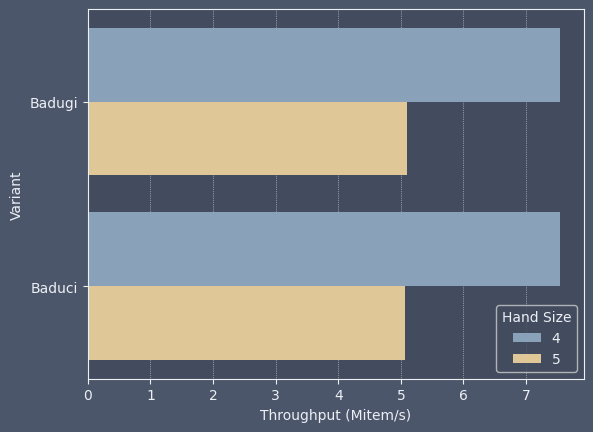 Variant
Badugi
Baduci
Hand Size
4
5
0 1 2 3 4 5 6 7
Throughput (Mitem/s)